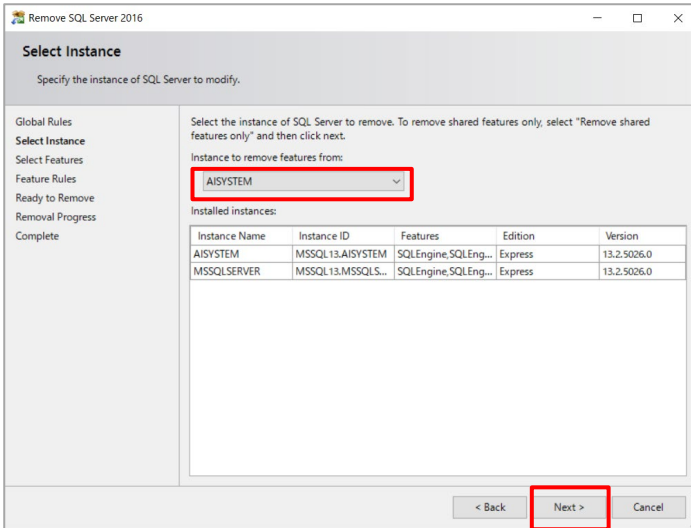 Remove SQL Server 2016
Select Instance
Specify the instance of SQL Server to modify.
Global Rules
Select Instance
Select Features
Feature Rules
Ready to Remove
Removal Progress
Complete
Select the instance of SQL Server to remove. To remove shared features only, select "Remove shared
features only" and then click next.
Instance to remove features from:
AISYSTEM
Installed instances:
Instance Name Instance ID Features Edition Version
AISYSTEM MSSQL13.AISYSTEM SQLEngine,SQLEng... Express 13.2.5026.0
MSSQLSERVER MSSQL13.MSSQLS... SQLEngine,SQLEng... Express 13.2.5026.0
< Back Next > Cancel